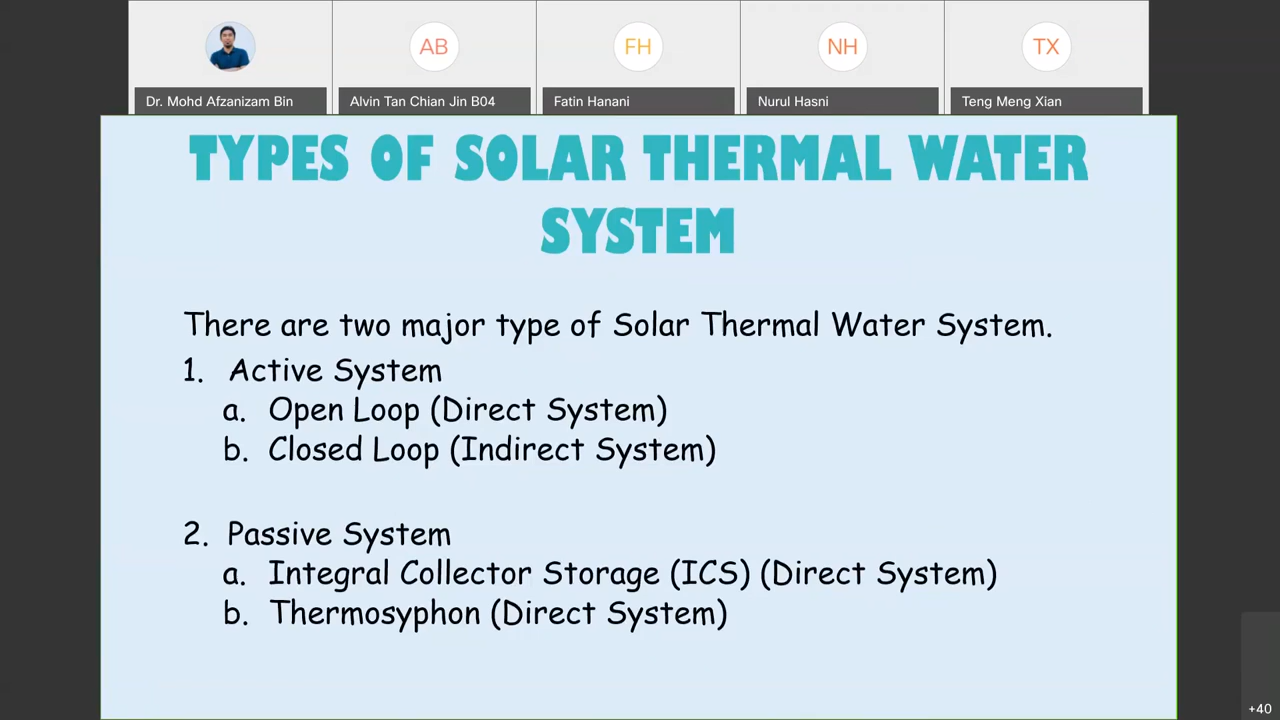 AB
FH
NH
TX
Dr. Mohd Afzanizam Bin
Alvin Tan Chian Jin B04
Fatin Hanani
Nurul Hasni
Teng Meng Xian
TYPES OF SOLAR THERMAL WATER
SYSTEM
There are two major type of Solar Thermal Water System.
1. Active System
a. Open Loop (Direct System)
b. Closed Loop (Indirect System)
2. Passive System
a. Integral Collector Storage (ICS) (Direct System)
b. Thermosyphon (Direct System)
+40